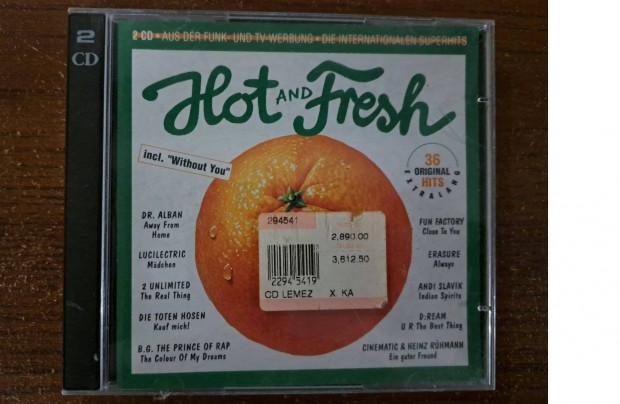 2
CD
2 CD • AUS DER FUNK- UND TV-WERBUNG • DIE INTERNATIONALEN SUPERHITS
Hot AND Fresh
incl. "Without You"
36
ORIGINAL
HITS
EXTRA LANG
DR. ALBAN
Away From
Home
LUCILECTRIC
Mädchen
2 UNLIMITED
The Real Thing
DIE TOTEN HOSEN
Kauf mich!
B.G. THE PRINCE OF RAP
The Colour Of My Dreams
294541
2,890.00
3,612.50
22945419
CD LEMEZ X. KA
FUN FACTORY
Close To You
ERASURE
Always
ANDI SLAVIK
Indian Spirits
D:REAM
U R The Best Thing
CINEMATIC & HEINZ RÜHMANN
Ein guter Freund